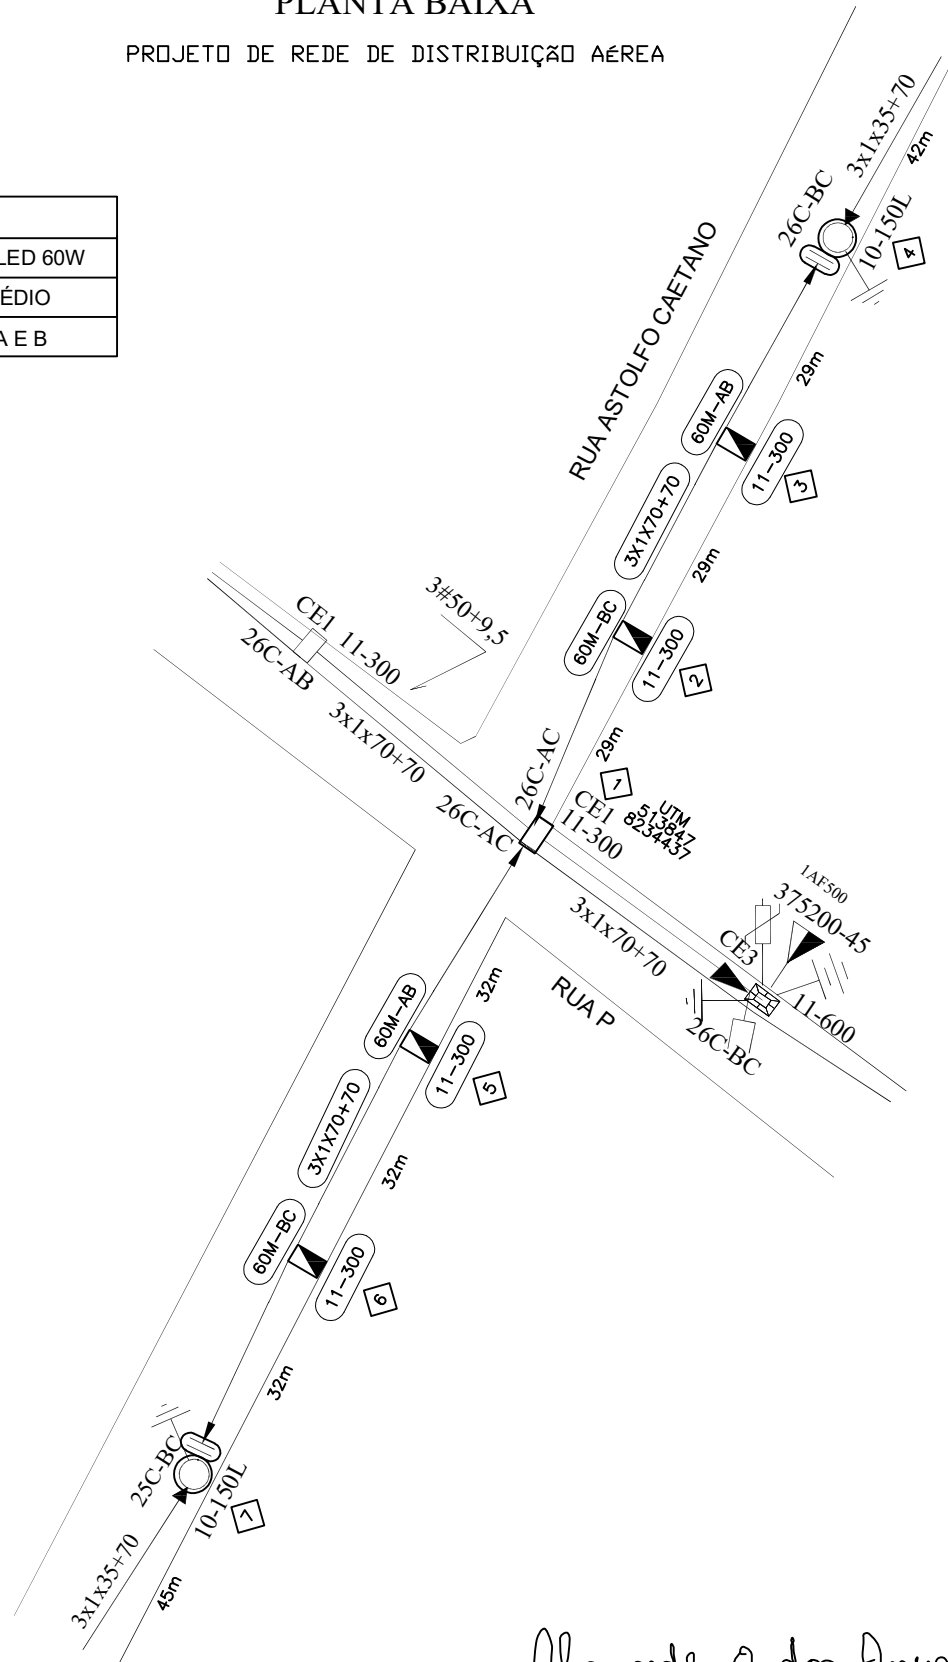 PLANTA BAIXA
PROJETO DE REDE DE DISTRIBUIÇÃO AÉREA
LED 60W
ÉDIO
A E B
3x1x35+70
42m
26C-BC
10-150L
4
RUA ASTOLFO CAETANO
29m
60M-AB
11-300
3
3X1X70+70
29m
60M-BC
11-300
2
3#50+9,5
CE1 11-300
26C-AB
3x1x70+70
29m
26C-AC
1
26C-AC
CE1
11-300
UTM
513847
8234437
3x1x70+70
1AF500
375200-45
CE3
11-600
26C-BC
RUA P
32m
60M-AB
11-300
5
3X1X70+70
32m
60M-BC
11-300
6
32m
25C-BC
10-150L
7
3x1x35+70
45m